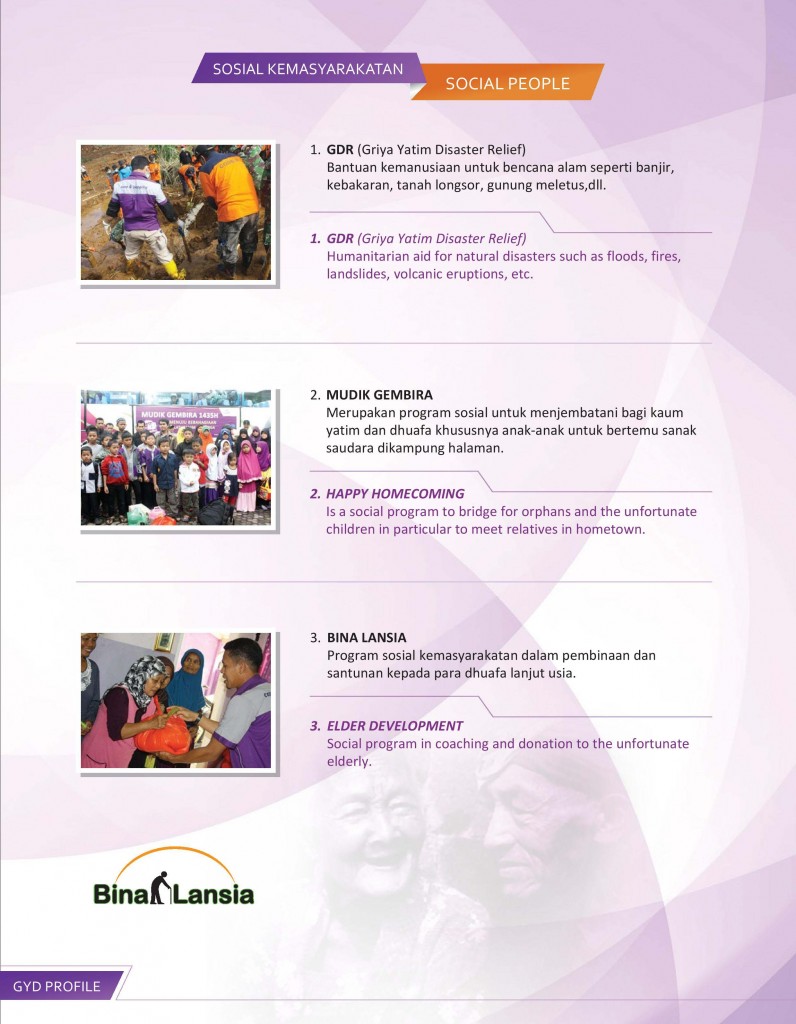 SOSIAL KEMASYARAKATAN
SOCIAL PEOPLE
1. GDR (Griya Yatim Disaster Relief)
Bantuan kemanusiaan untuk bencana alam seperti banjir,
kebakaran, tanah longsor, gunung meletus,dll.
1. GDR (Griya Yatim Disaster Relief)
Humanitarian aid for natural disasters such as floods, fires,
landslides, volcanic eruptions, etc.
MUDIK GEMBIRA 1435H
2. MUDIK GEMBIRA
Merupakan program sosial untuk menjembatani bagi kaum
yatim dan dhuafa khususnya anak-anak untuk bertemu sanak
saudara dikampung halaman.
2. HAPPY HOMECOMING
Is a social program to bridge for orphans and the unfortunate
children in particular to meet relatives in hometown.
3. BINA LANSIA
Program sosial kemasyarakatan dalam pembinaan dan
santunan kepada para dhuafa lanjut usia.
3. ELDER DEVELOPMENT
Social program in coaching and donation to the unfortunate
elderly.
Bina Lansia
GYD PROFILE